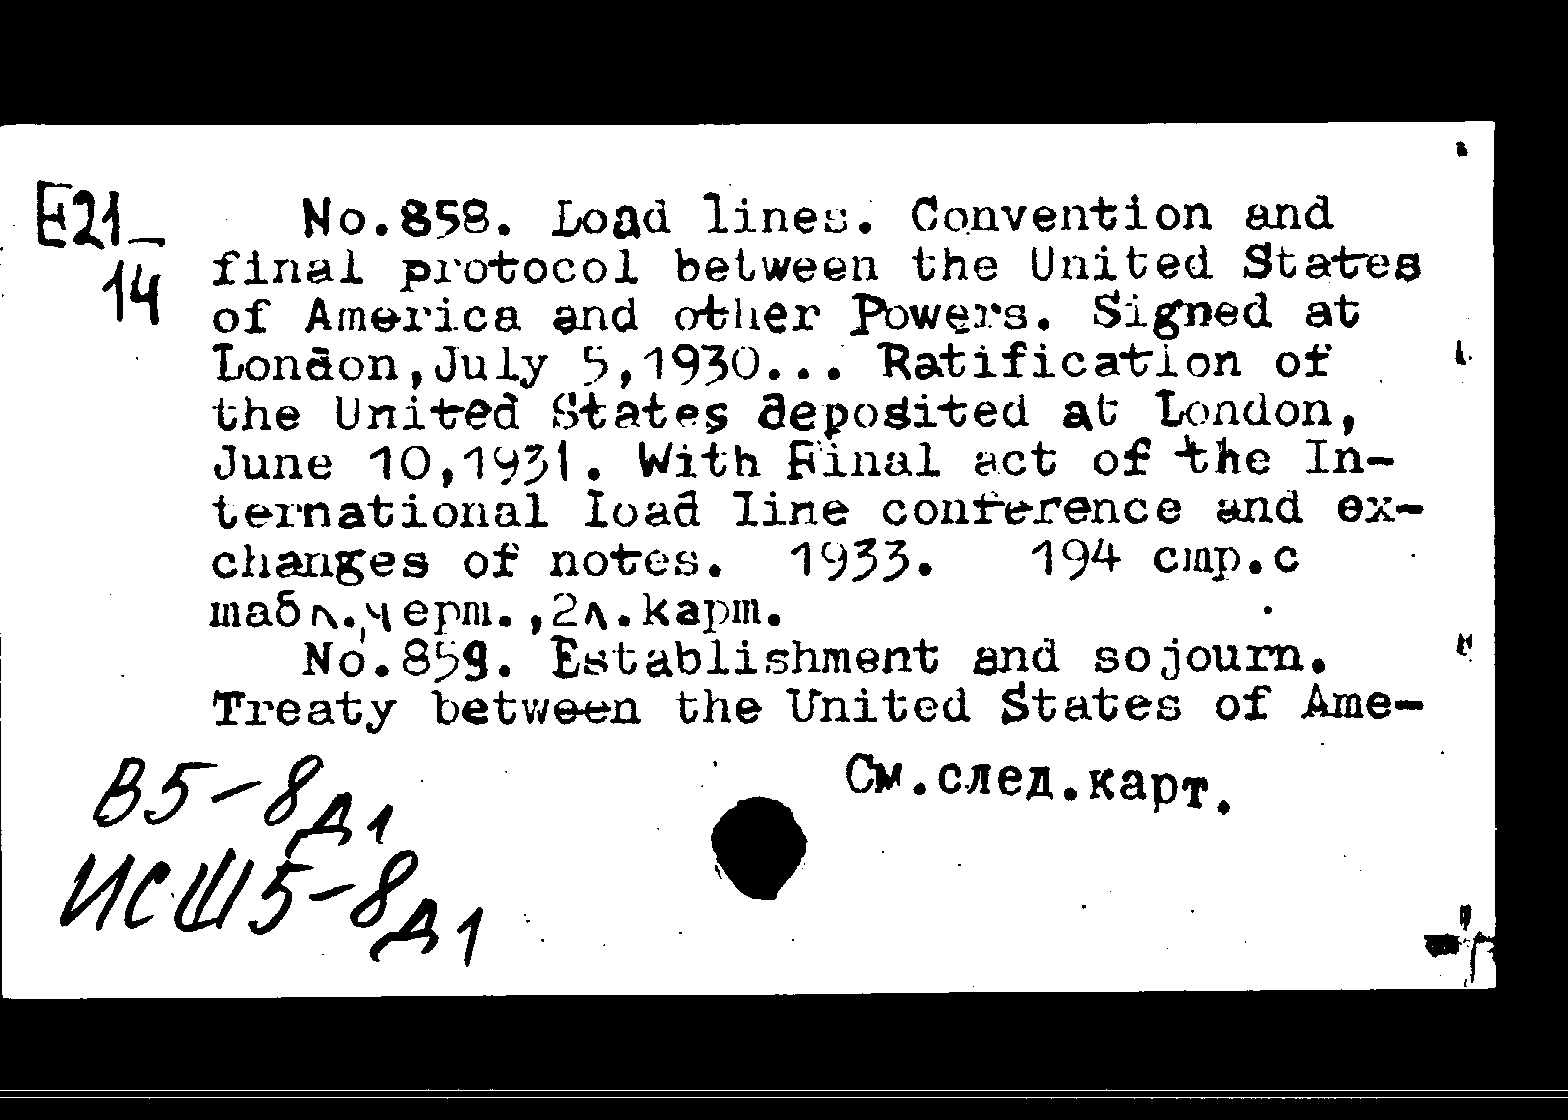 E21
14
No.858. Load lines. Convention and
final protocol between the United States
of America and other Powers. Signed at
London,July 5,1930... Ratification of
the United States deposited at London,
June 10,1931. With Final act of the In-
ternational load line conference and ex-
changes of notes. 1933. 194 стр.с
табл.черт.,2л.карт.
No.859. Establishment and sojourn.
Treaty between the United States of Ame-
См.след.карт.
В5-8д1
ИСШ5-8д1